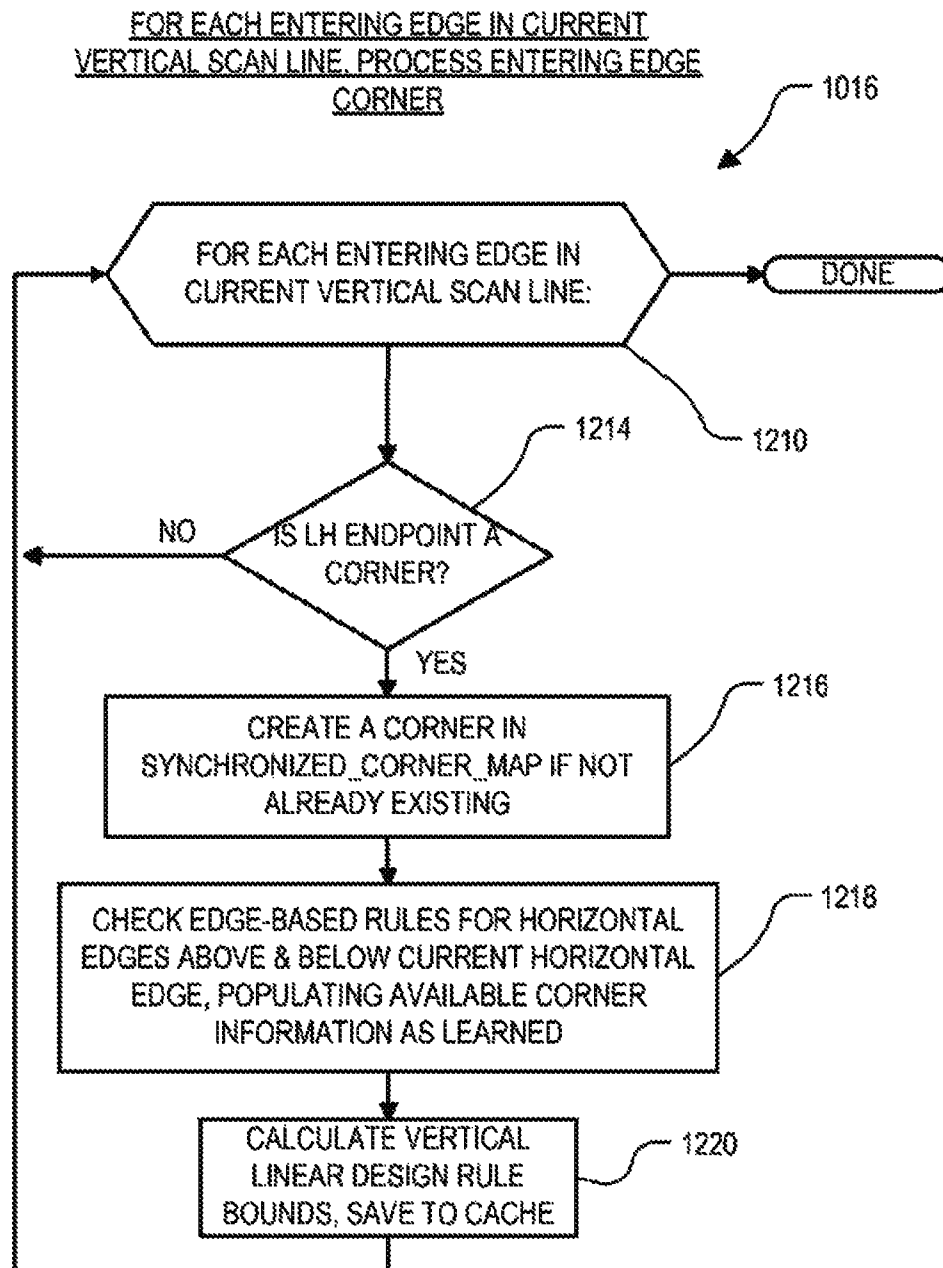 FOR EACH ENTERING EDGE IN CURRENT
VERTICAL SCAN LINE, PROCESS ENTERING EDGE
CORNER
1016
FOR EACH ENTERING EDGE IN
CURRENT VERTICAL SCAN LINE:
DONE
1210
1214
NO
IS LH ENDPOINT A
CORNER?
YES
1216
CREATE A CORNER IN
SYNCHRONIZED_CORNER_MAP IF NOT
ALREADY EXISTING
1218
CHECK EDGE-BASED RULES FOR HORIZONTAL
EDGES ABOVE & BELOW CURRENT HORIZONTAL
EDGE, POPULATING AVAILABLE CORNER
INFORMATION AS LEARNED
CALCULATE VERTICAL
LINEAR DESIGN RULE
BOUNDS, SAVE TO CACHE
1220